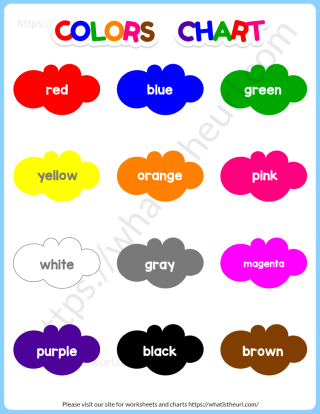 COLORS CHART
red blue green
yellow orange pink
white gray magenta
purple black brown
Please visit our site for worksheets and charts https://whatistheurl.com/
https://whatistheurl.com